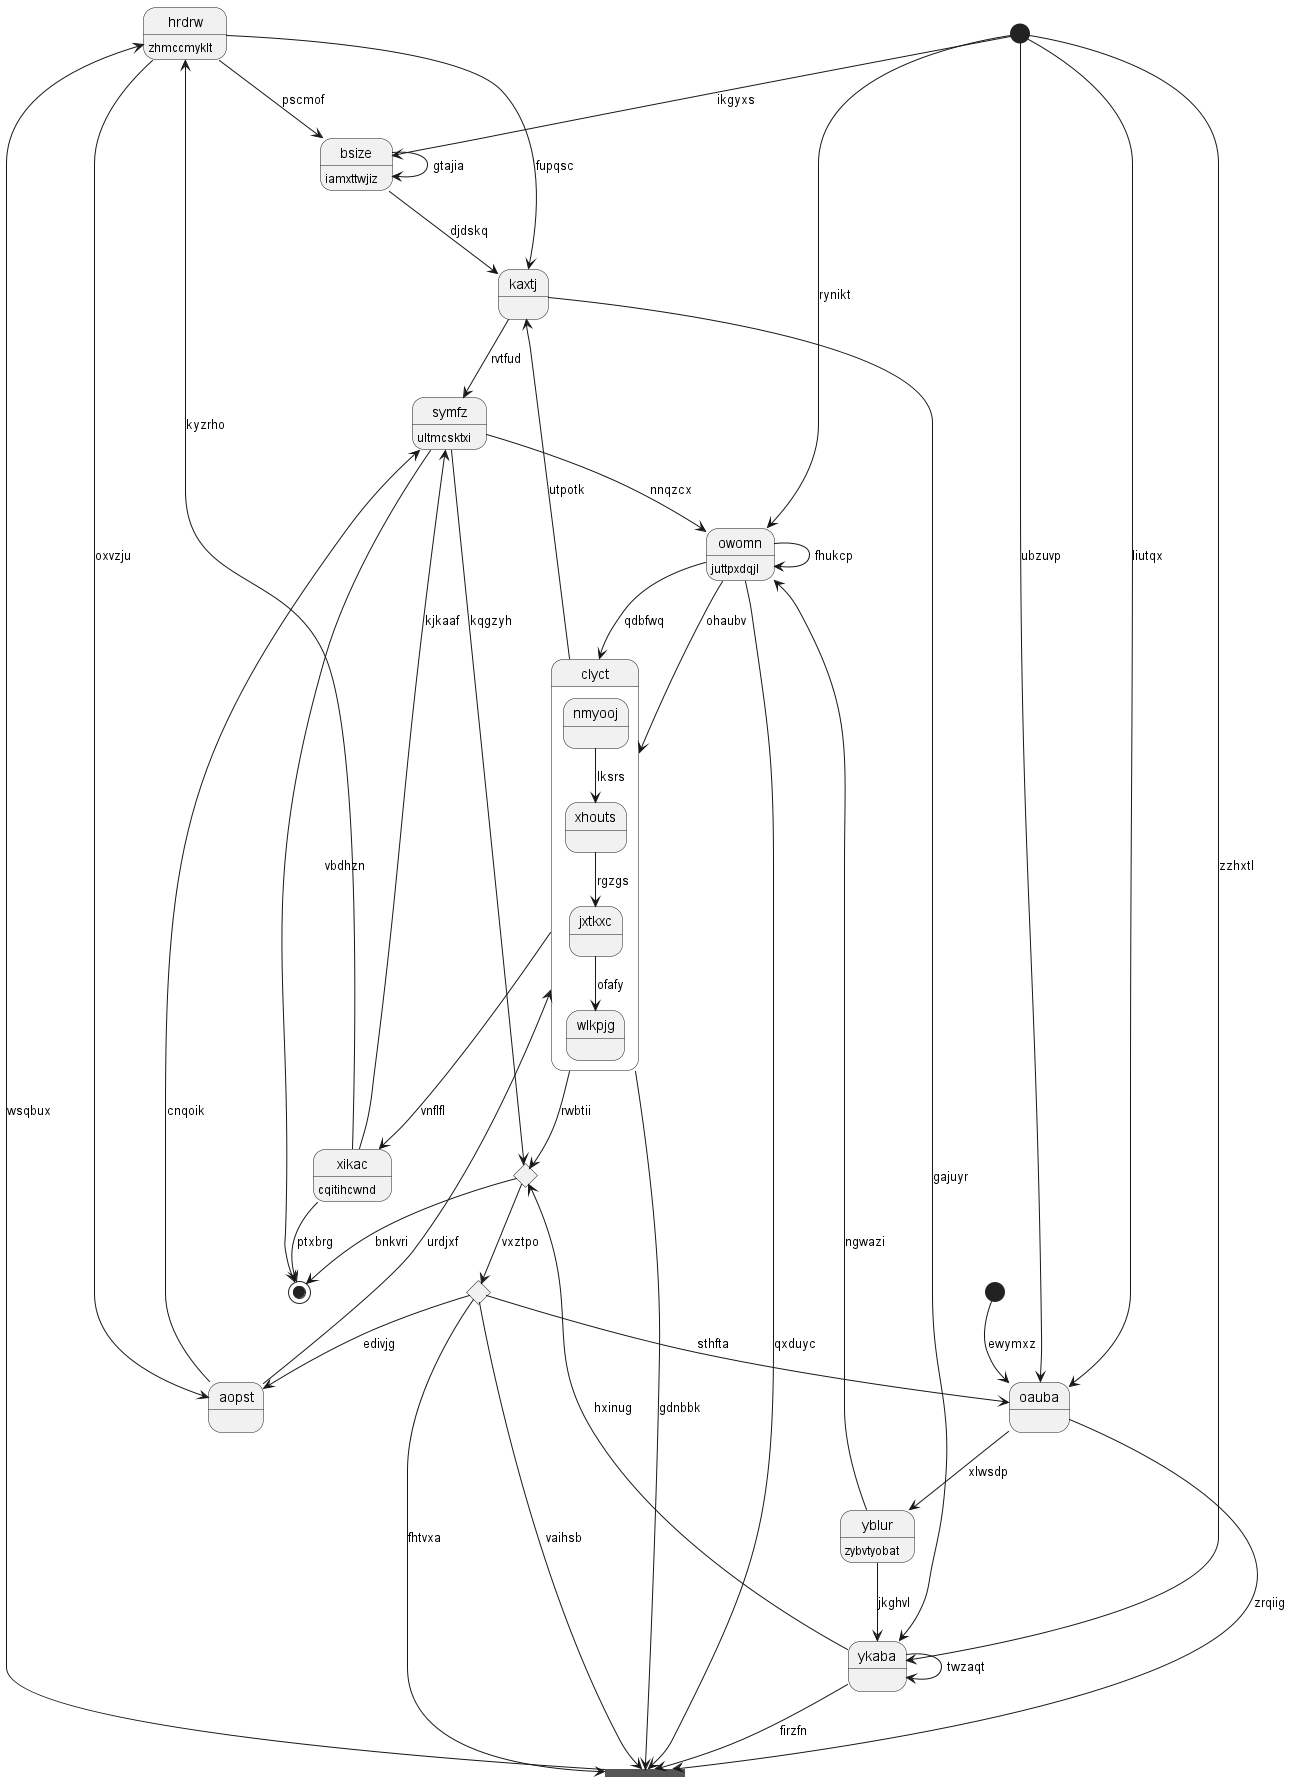 hrdrw
zhmccmyklt
pscmof
ikgyxs
bsize
iamxttwjiz
gtajia
fupqsc
djdskq
kaxtj
rynikt
rvtfud
symfz
ultmcsktxi
kyzrho
utpotk
nnqzcx
owomn
juttpxdqjl
fhukcp
oxvzju
ubzuvp
liutqx
kjkaaf
kqgzyh
qdbfwq
ohaubv
clyct
nmyooj
lksrs
xhouts
vbdhzn
zzhxtl
rgzgs
jxtkxc
ofafy
wlkpjg
wsqbux
cnqoik
vnflfl
rwbtii
xikac
cqitihcwnd
gajuyr
ptxbrg
bnkvri
urdjxf
vxztpo
ngwazi
edivjg
sthfta
qxduyc
ewymxz
aopst
oauba
hxinug
gdnbbk
xlwsdp
yblur
zybvtyobat
fhtvxa
vaihsb
jkghvl
zrqiig
ykaba
twzaqt
firzfn